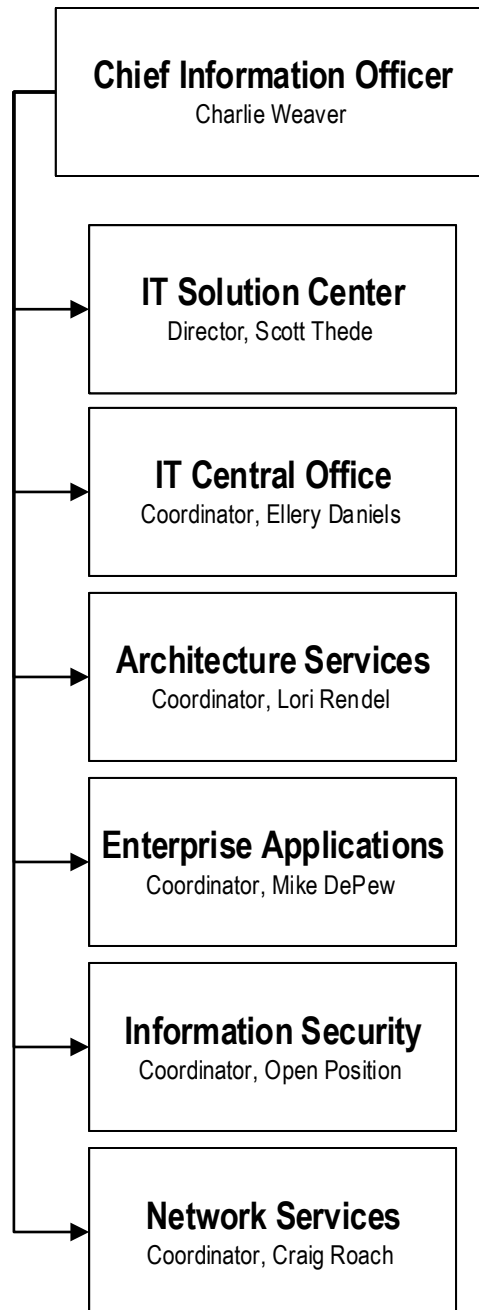 Chief Information Officer
Charlie Weaver
IT Solution Center
Director, Scott Thede
IT Central Office
Coordinator, Ellery Daniels
Architecture Services
Coordinator, Lori Rendel
Enterprise Applications
Coordinator, Mike DePew
Information Security
Coordinator, Open Position
Network Services
Coordinator, Craig Roach